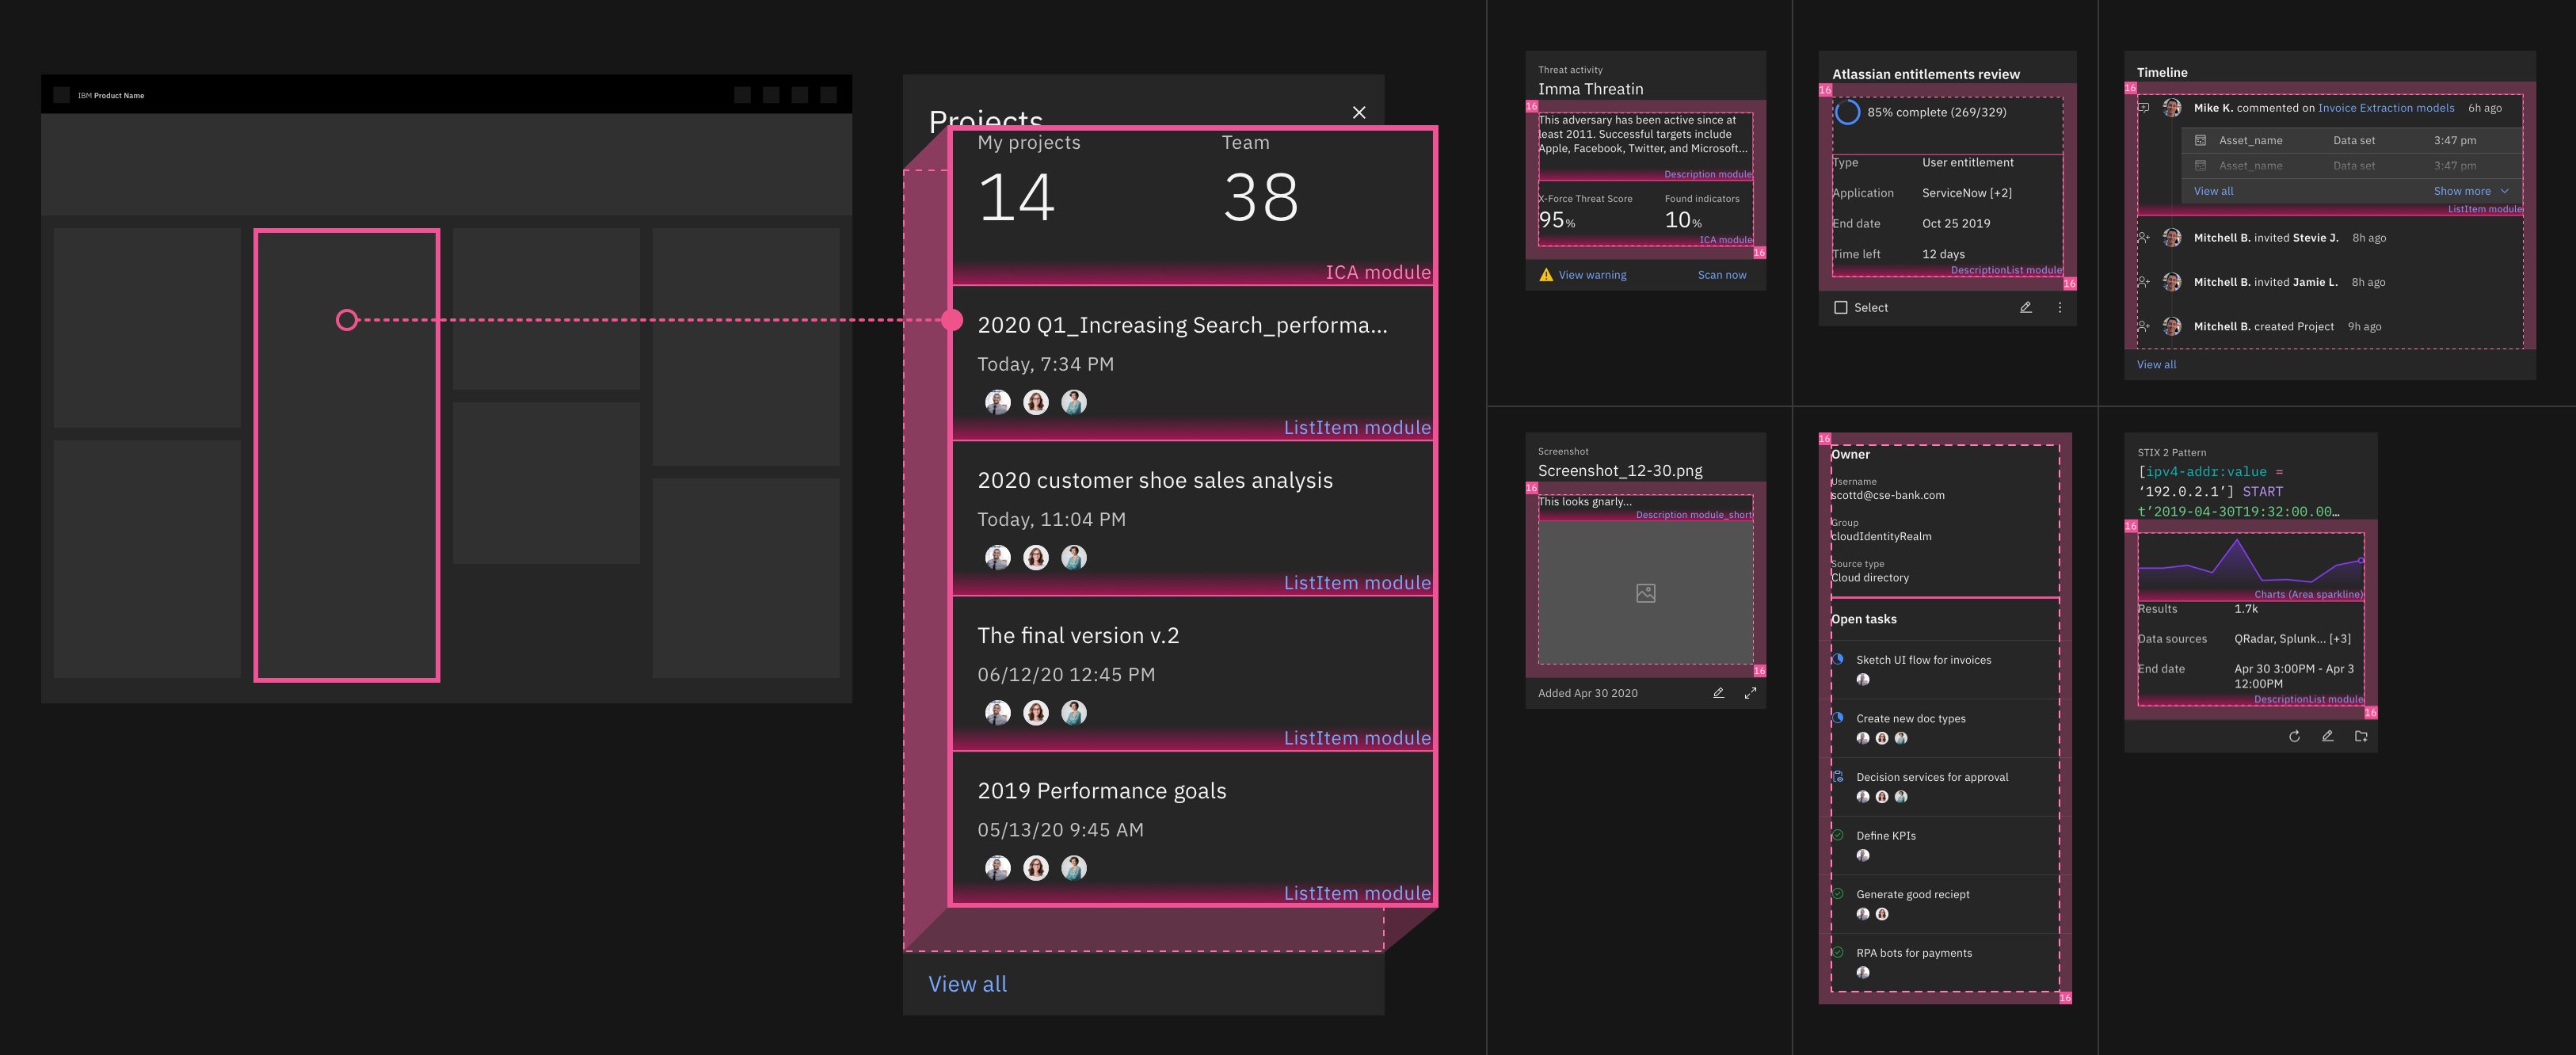 IBM Product Name
Projects
My projects
Team
14
38
ICA module
2020 Q1_Increasing Search_performa...
Today, 7:34 PM
ListItem module
2020 customer shoe sales analysis
Today, 11:04 PM
ListItem module
The final version v.2
06/12/20 12:45 PM
ListItem module
2019 Performance goals
05/13/20 9:45 AM
ListItem module
View all
Threat activity
Imma Threatin
16
This adversary has been active since at
least 2011. Successful targets include
Apple, Facebook, Twitter, and Microsoft...
Description module
X-Force Threat Score
Found indicators
95%
10%
ICA module
16
View warning
Scan now
Atlassian entitlements review
16
85% complete (269/329)
Type User entitlement
Application ServiceNow [+2]
End date Oct 25 2019
Time left 12 days
DescriptionList module
16
Select
Timeline
16
Mike K. commented on Invoice Extraction models 6h ago
Asset_name Data set 3:47 pm
Asset_name Data set 3:47 pm
View all Show more
ListItem module
Mitchell B. invited Stevie J. 8h ago
Mitchell B. invited Jamie L. 8h ago
Mitchell B. created Project 9h ago
View all
Screenshot
Screenshot_12-30.png
16
This looks gnarly...
Description module_short
16
Added Apr 30 2020
16
Owner
Username
scottd@cse-bank.com
Group
cloudIdentityRealm
Source type
Cloud directory
Open tasks
Sketch UI flow for invoices
Create new doc types
Decision services for approval
Define KPIs
Generate good reciept
RPA bots for payments
16
STIX 2 Pattern
[ipv4-addr:value =
‘192.0.2.1’] START
t’2019-04-30T19:32:00.00…
16
Charts (Area sparkline)
Results 1.7k
Data sources QRadar, Splunk... [+3]
End date Apr 30 3:00PM - Apr 3
12:00PM
DescriptionList module
16